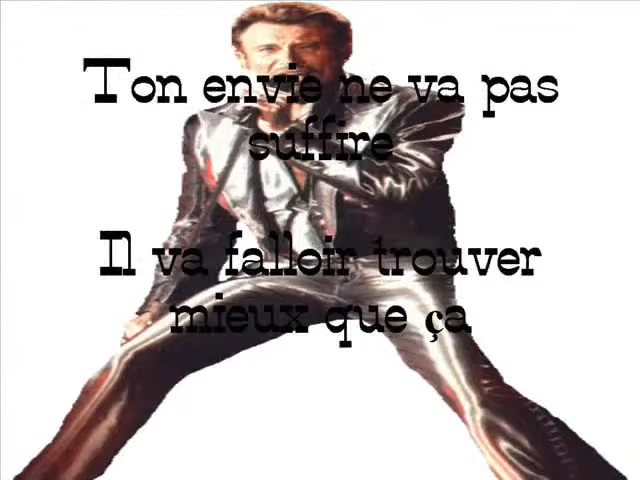 Ton envie ne va pas
suffire
Il va falloir trouver
mieux que ça